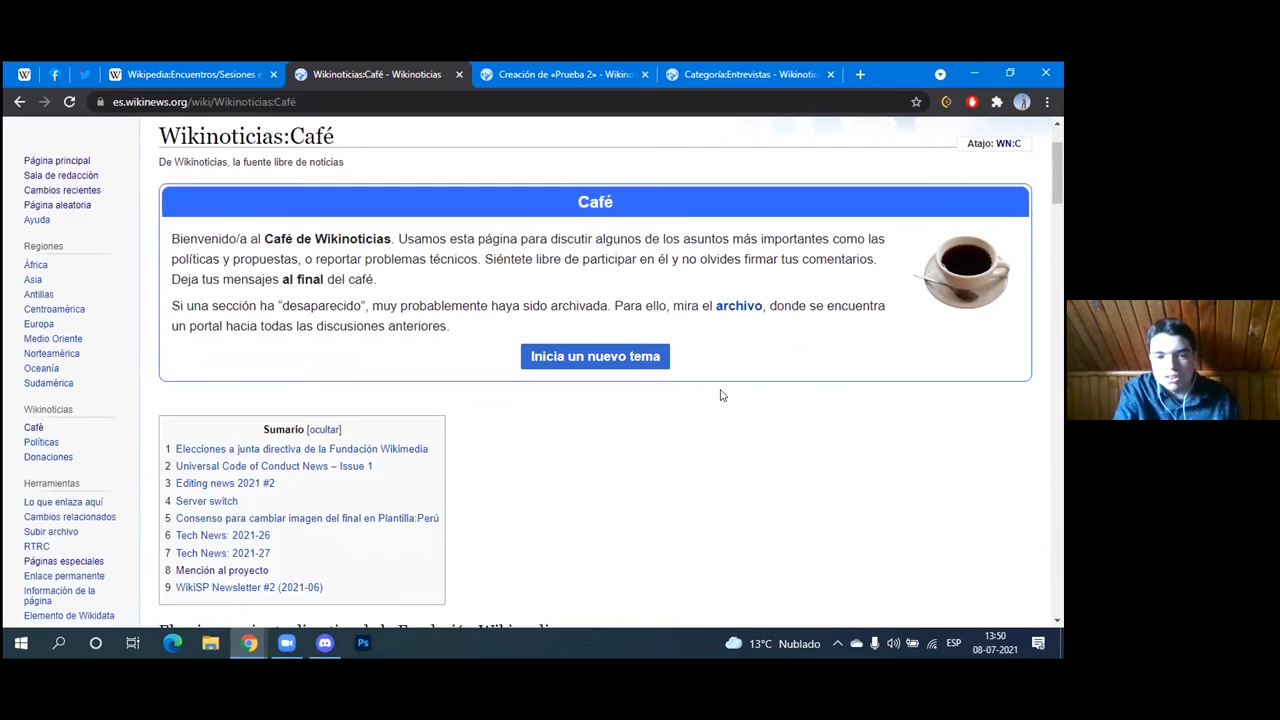 Wikipedia:Encuentros/Sesiones e
Wikinoticias:Café - Wikinoticias
Creación de «Prueba 2» - Wikino
Categoría:Entrevistas - Wikinotic
es.wikinews.org/wiki/Wikinoticias:Café
Wikinoticias:Café
Atajo: WN:C
De Wikinoticias, la fuente libre de noticias
Página principal
Sala de redacción
Cambios recientes
Página aleatoria
Ayuda
Regiones
África
Asia
Antillas
Centroamérica
Europa
Medio Oriente
Norteamérica
Oceanía
Sudamérica
Wikinoticias
Café
Políticas
Donaciones
Herramientas
Lo que enlaza aquí
Cambios relacionados
Subir archivo
RTRC
Páginas especiales
Enlace permanente
Información de la
página
Elemento de Wikidata
Café
Bienvenido/a al Café de Wikinoticias. Usamos esta página para discutir algunos de los asuntos más importantes como las
políticas y propuestas, o reportar problemas técnicos. Siéntete libre de participar en él y no olvides firmar tus comentarios.
Deja tus mensajes al final del café.
Si una sección ha “desaparecido”, muy probablemente haya sido archivada. Para ello, mira el archivo, donde se encuentra
un portal hacia todas las discusiones anteriores.
Inicia un nuevo tema
Sumario [ocultar]
1 Elecciones a junta directiva de la Fundación Wikimedia
2 Universal Code of Conduct News – Issue 1
3 Editing news 2021 #2
4 Server switch
5 Consenso para cambiar imagen del final en Plantilla:Perú
6 Tech News: 2021-26
7 Tech News: 2021-27
8 Mención al proyecto
9 WikiSP Newsletter #2 (2021-06)
13°C Nublado
ESP
13:50
08-07-2021